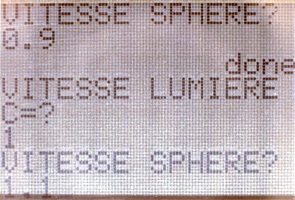 VITESSE SPHERE?
0.9
done
VITESSE LUMIERE
C=?
1
VITESSE SPHERE?
1.1